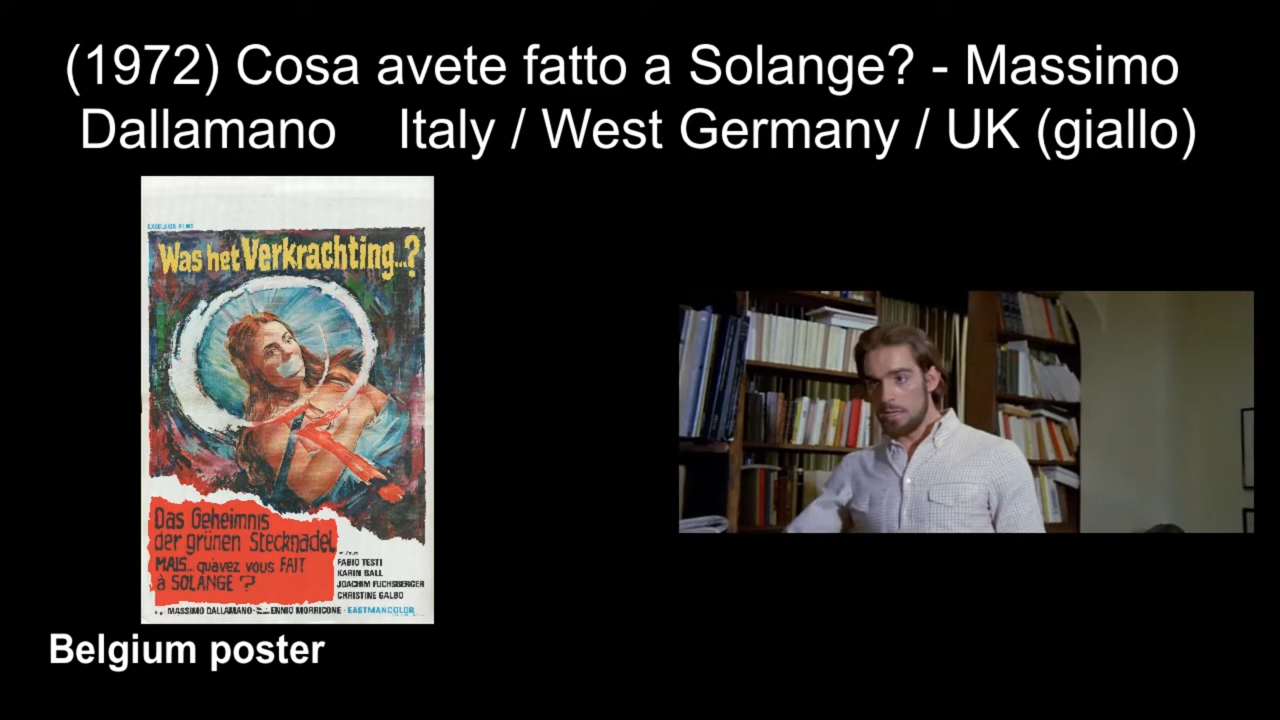 (1972) Cosa avete fatto a Solange? - Massimo
Dallamano Italy / West Germany / UK (giallo)
EXCELSIOR FILMS
Was het Verkrachting...?
Das Geheimnis
der grünen Stecknadel
MAIS.. qu'avez vous FAIT
à SOLANGE ?
FABIO TESTI
KARIN BALL
JOACHIM FUCHSBERGER
CHRISTINE GALBO
MASSIMO DALLAMANO - ENNIO MORRICONE - EASTMANCOLOR
Belgium poster